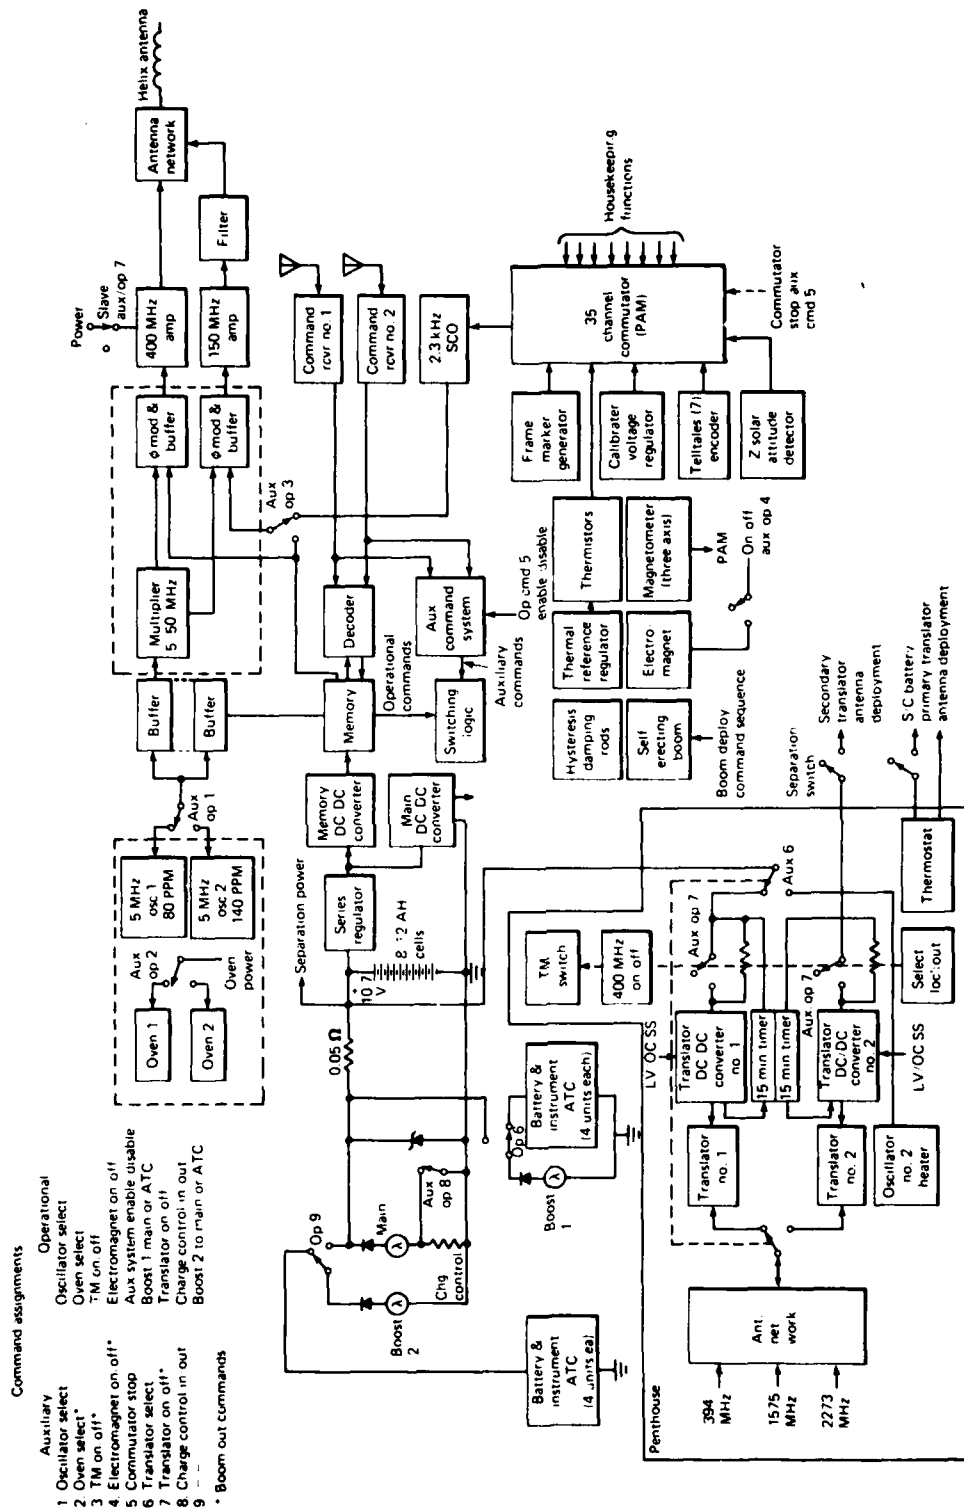 Command assignments
Auxiliary
1 Oscillator select
2. Oven select*
3 TM on off*
4. Electromagnet on off*
5 Commutator stop
6 Translator select
7 Translator on off*
8. Charge control in out
9 - -
* Boom out commands
Operational
Oscillator select
Oven select
TM on. off
Electromagnet on off
Aux system enable disable
Boost 1 main or ATC
Translator on off
Charge control in out
Boost 2 to main or ATC
Oven 1
Oven 2
Aux
op 2
Oven
power
5 MHz
osc 1
80 PPM
5 MHz
osc 2
140 PPM
Aux
op 1
Buffer
Buffer
Multiplier
5 50 MHz
φ mod &
buffer
φ mod &
buffer
Power
Slave
aux/op 7
400 MHz
amp
150 MHz
amp
Filter
Antenna
network
Helix antenna
Aux
op 3
Op 9
Boost
2
Main
Chg
control
Aux
op 8
0.05 Ω
Separation power
10 7
V
8 12 AH
cells
Series
regulator
Memory
DC DC
converter
Main
DC DC
converter
Memory
Decoder
Operational
commands
Switching
logic
Aux
command
system
Auxiliary
commands
Op cmd 5
enable disable
Command
rcvr no. 1
Command
rcvr no. 2
2.3 kHz
SCO
Battery &
instrument
ATC
(4 units ea)
Boost
1
Op 6
Battery &
instrument
ATC
(4 units each)
Hysteresis
damping
rods
Self
erecting
boom
Boom deploy
command sequence
Thermal
reference
regulator
Electro
magnet
Thermistors
Magnetometer
(three axis)
PAM
On off
aux op 4
Frame
marker
generator
Calibrater
voltage
regulator
Telltales (7)
encoder
Z solar
attitude
detector
35
channel
commutator
(PAM)
Housekeeping
functions
Commutator
stop aux
cmd 5
Penthouse
394
MHz
1575
MHz
2273
MHz
Ant.
net
work
Translator
no. 1
Translator
no. 2
LV/OC SS
Translator
DC DC
converter
no 1
15 min timer
15 min timer
Translator
DC/DC
converter
no. 2
LV/OC SS
Oscillator
no. 2
heater
T.M.
switch
400 MHz
on off
Aux op 7
Aux op 7
Aux 6
Select
lockout
Thermostat
Separation
switch
Secondary
translator
antenna
deployment
S/C battery
primary translator
antenna deployment